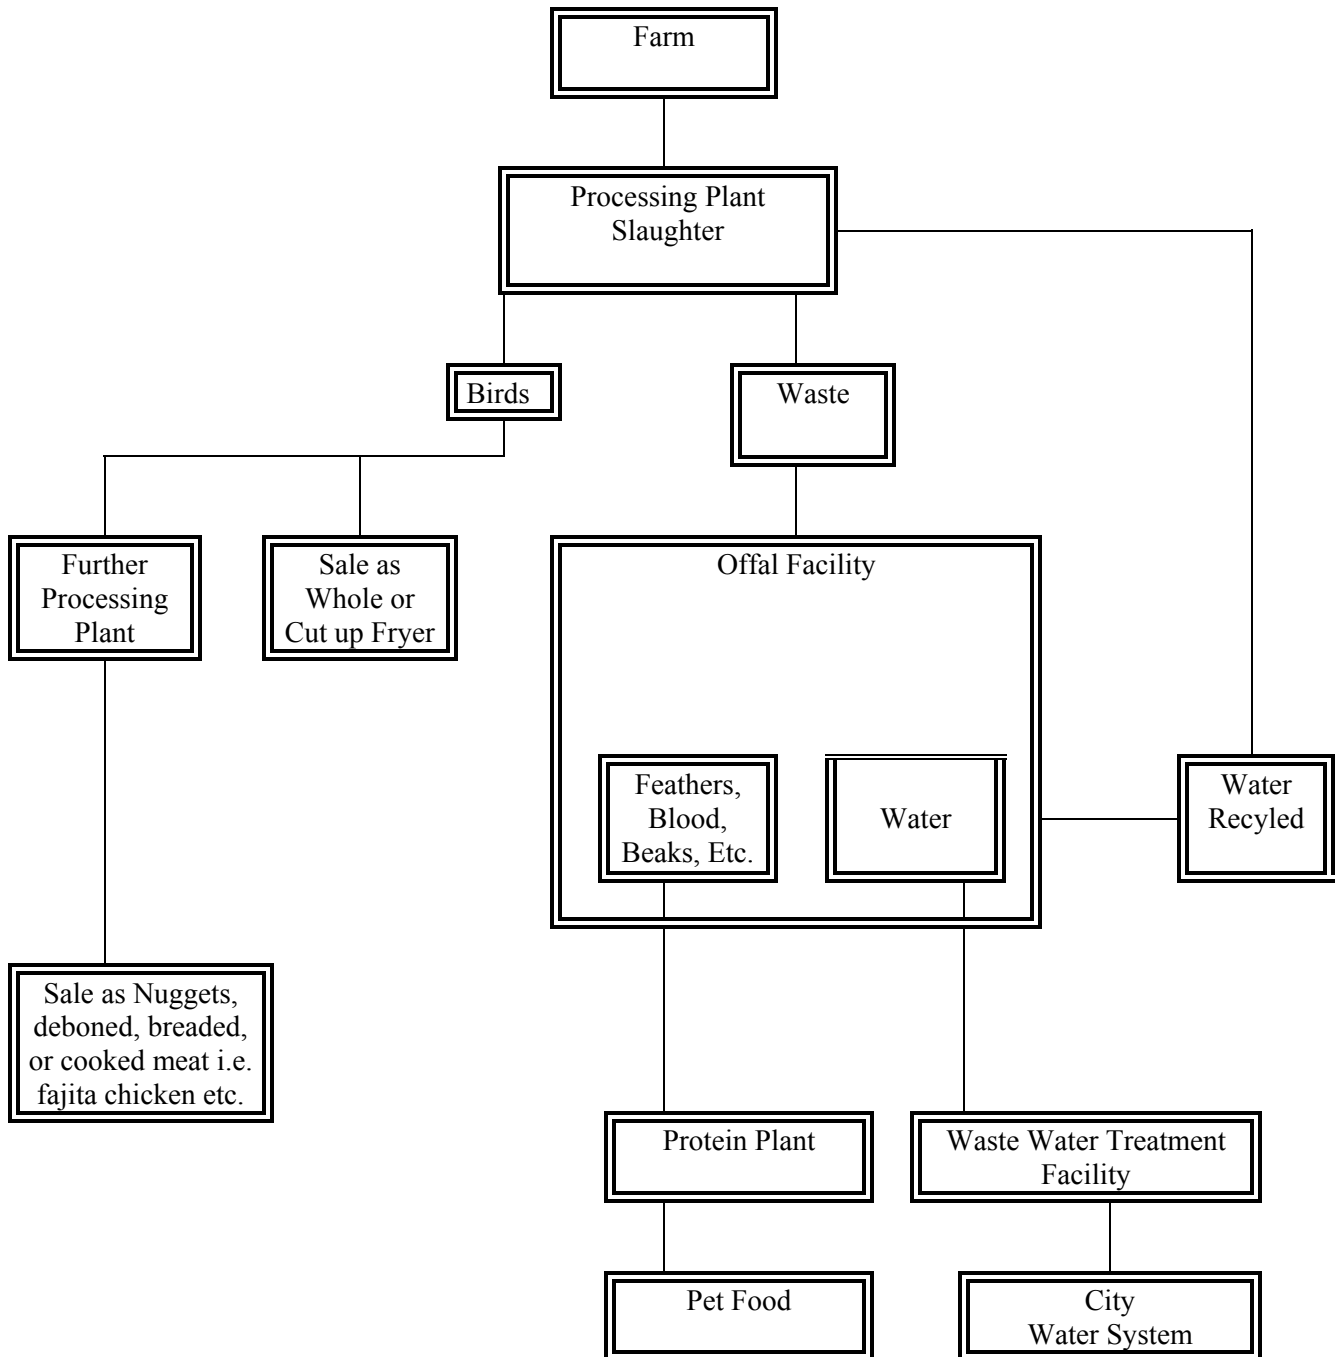 Farm
Processing Plant
Slaughter
Birds
Waste
Further
Processing
Plant
Sale as
Whole or
Cut up Fryer
Offal Facility
Feathers,
Blood,
Beaks, Etc.
Water
Water
Recyled
Sale as Nuggets,
deboned, breaded,
or cooked meat i.e.
fajita chicken etc.
Protein Plant
Waste Water Treatment
Facility
Pet Food
City
Water System